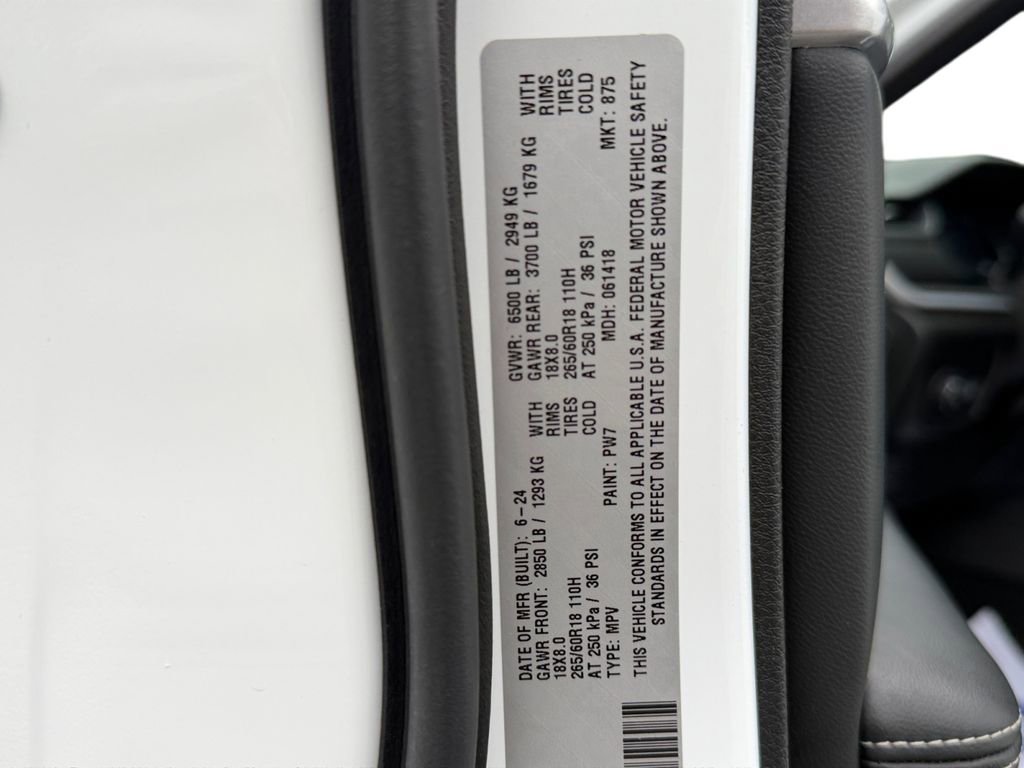 DATE OF MFR (BUILT): 6-24 GVWR: 6500 LB / 2949 KG
GAWR FRONT: 2850 LB / 1293 KG WITH GAWR REAR: 3700 LB / 1679 KG WITH
18X8.0 RIMS 18X8.0 RIMS
265/60R18 110H TIRES 265/60R18 110H TIRES
AT 250 kPa / 36 PSI COLD AT 250 kPa / 36 PSI COLD
TYPE: MPV PAINT: PW7 MDH: 061418 MKT: 875
THIS VEHICLE CONFORMS TO ALL APPLICABLE U.S.A. FEDERAL MOTOR VEHICLE SAFETY
STANDARDS IN EFFECT ON THE DATE OF MANUFACTURE SHOWN ABOVE.